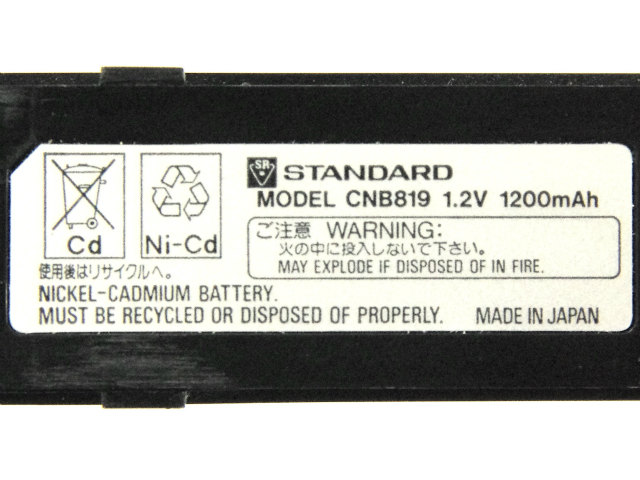 SR STANDARD
MODEL CNB819 1.2V 1200mAh
Cd
Ni-Cd
ご注意 WARNING:
火の中に投入しないで下さい。
MAY EXPLODE IF DISPOSED OF IN FIRE.
使用後はリサイクルへ。
NICKEL-CADMIUM BATTERY.
MUST BE RECYCLED OR DISPOSED OF PROPERLY. MADE IN JAPAN